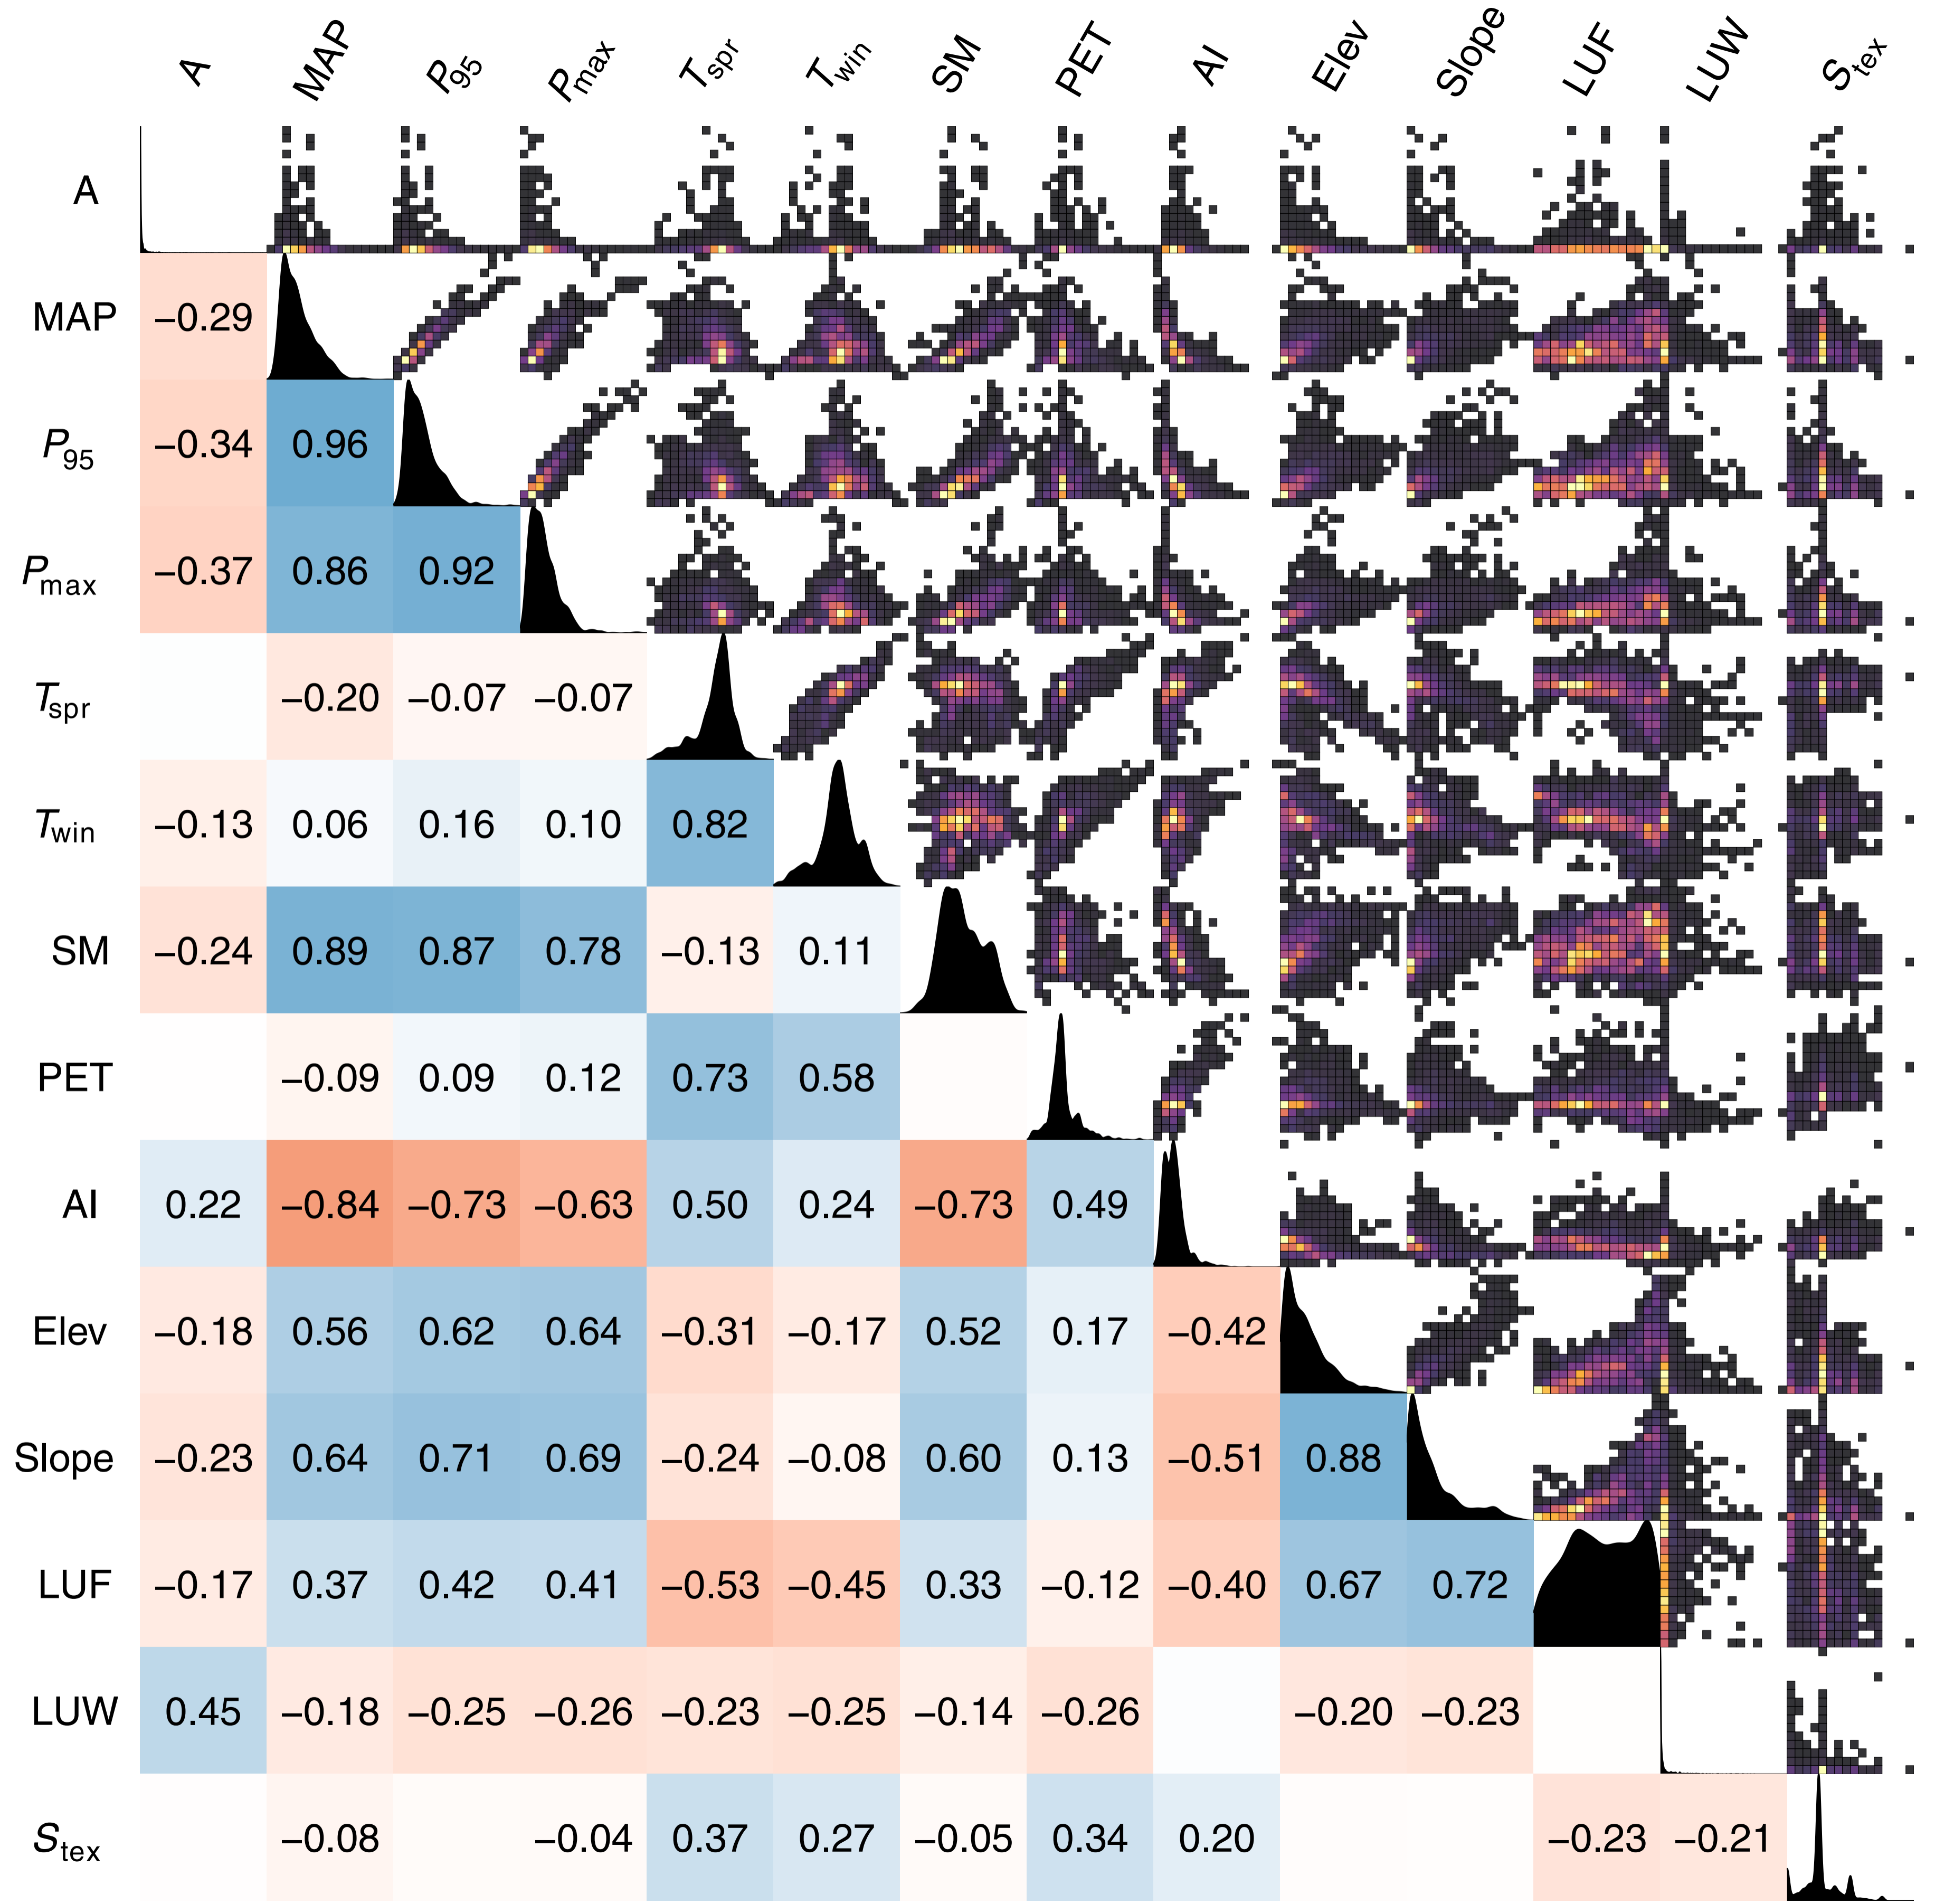 A MAP P95 Pmax Tspr Twin SM PET AI Elev Slope LUF LUW Stex
A
MAP −0.29
P95 −0.34 0.96
Pmax −0.37 0.86 0.92
Tspr −0.20 −0.07 −0.07
Twin −0.13 0.06 0.16 0.10 0.82
SM −0.24 0.89 0.87 0.78 −0.13 0.11
PET −0.09 0.09 0.12 0.73 0.58
AI 0.22 −0.84 −0.73 −0.63 0.50 0.24 −0.73 0.49
Elev −0.18 0.56 0.62 0.64 −0.31 −0.17 0.52 0.17 −0.42
Slope −0.23 0.64 0.71 0.69 −0.24 −0.08 0.60 0.13 −0.51 0.88
LUF −0.17 0.37 0.42 0.41 −0.53 −0.45 0.33 −0.12 −0.40 0.67 0.72
LUW 0.45 −0.18 −0.25 −0.26 −0.23 −0.25 −0.14 −0.26 −0.20 −0.23
Stex −0.08 −0.04 0.37 0.27 −0.05 0.34 0.20 −0.23 −0.21